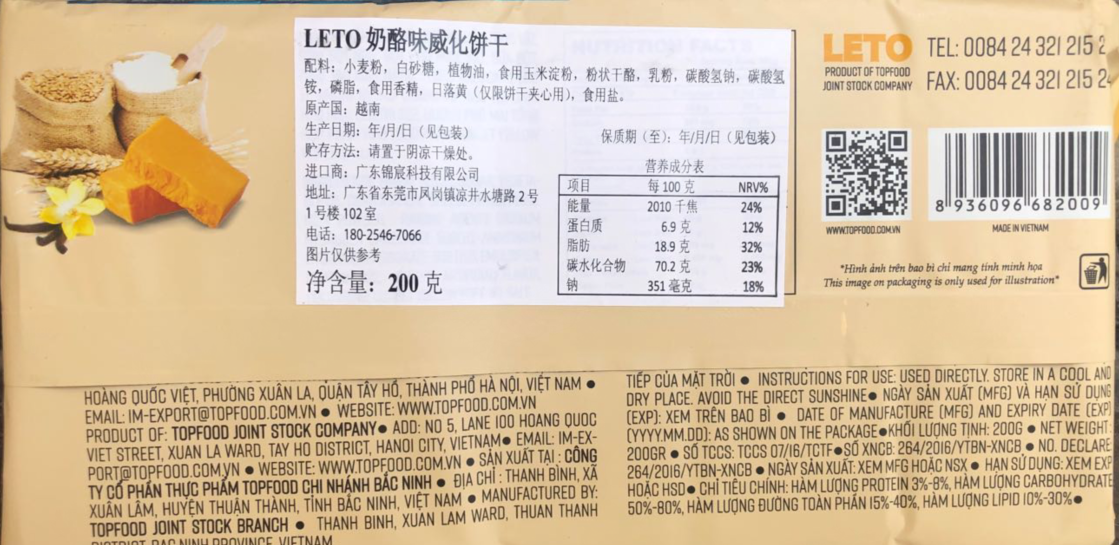 LETO 奶酪味威化饼干
配料：小麦粉，白砂糖，植物油，食用玉米淀粉，粉状干酪，乳粉，碳酸氢钠，碳酸氢
铵，磷脂，食用香精，日落黄（仅限饼干夹心用），食用盐。
原产国：越南
生产日期：年/月/日（见包装）
保质期（至）：年/月/日（见包装）
贮存方法：请置于阴凉干燥处。
进口商：广东锦宸科技有限公司
地址：广东省东莞市凤岗镇凉井水塘路2号
1号楼102室
电话：180-2546-7066
图片仅供参考
净含量：200克
营养成分表
项目 每100克 NRV%
能量 2010千焦 24%
蛋白质 6.9克 12%
脂肪 18.9克 32%
碳水化合物 70.2克 23%
钠 351毫克 18%
LETO
PRODUCT OF TOPFOOD
JOINT STOCK COMPANY
TEL: 0084 24 321 215 2
FAX: 0084 24 321 215 2
WWW.TOPFOOD.COM.VN
8 936096 682009
MADE IN VIETNAM
*Hình ảnh trên bao bì chỉ mang tính minh họa
This image on packaging is only used for illustration*
HOÀNG QUỐC VIỆT, PHƯỜNG XUÂN LA, QUẬN TÂY HỒ, THÀNH PHỐ HÀ NỘI, VIỆT NAM ●
EMAIL: IM-EXPORT@TOPFOOD.COM.VN ● WEBSITE: WWW.TOPFOOD.COM.VN
PRODUCT OF: TOPFOOD JOINT STOCK COMPANY● ADD: NO 5, LANE 100 HOANG QUOC
VIET STREET, XUAN LA WARD, TAY HO DISTRICT, HANOI CITY, VIETNAM● EMAIL: IM-EX-
PORT@TOPFOOD.COM.VN ● WEBSITE: WWW.TOPFOOD.COM.VN ● SẢN XUẤT TẠI : CÔNG
TY CỔ PHẦN THỰC PHẨM TOPFOOD CHI NHÁNH BẮC NINH ● ĐỊA CHỈ : THANH BÌNH, XÃ
XUÂN LÂM, HUYỆN THUẬN THÀNH, TỈNH BẮC NINH, VIỆT NAM ● MANUFACTURED BY:
TOPFOOD JOINT STOCK BRANCH ● THANH BINH, XUAN LAM WARD, THUAN THANH
DISTRICT, BAC NINH PROVINCE, VIETNAM
TIẾP CỦA MẶT TRỜI ● INSTRUCTIONS FOR USE: USED DIRECTLY. STORE IN A COOL AND
DRY PLACE. AVOID THE DIRECT SUNSHINE● NGÀY SẢN XUẤT (MFG) VÀ HẠN SỬ DỤNG
(EXP): XEM TRÊN BAO BÌ ● DATE OF MANUFACTURE (MFG) AND EXPIRY DATE (EXP)
(YYYY.MM.DD): AS SHOWN ON THE PACKAGE●KHỐI LƯỢNG TỊNH: 200G ● NET WEIGHT:
200GR ● SỐ TCCS: TCCS 07/16/TCTF●SỐ XNCB: 264/2016/YTBN-XNCB ● NO. DECLARE
264/2016/YTBN-XNCB ● NGÀY SẢN XUẤT: XEM MFG HOẶC NSX ● HẠN SỬ DỤNG: XEM EXP
HOẶC HSD● CHỈ TIÊU CHÍNH: HÀM LƯỢNG PROTEIN 3%-8%, HÀM LƯỢNG CARBOHYDRATE
50%-80%, HÀM LƯỢNG ĐƯỜNG TOÀN PHẦN 15%-40%, HÀM LƯỢNG LIPID 10%-30%●